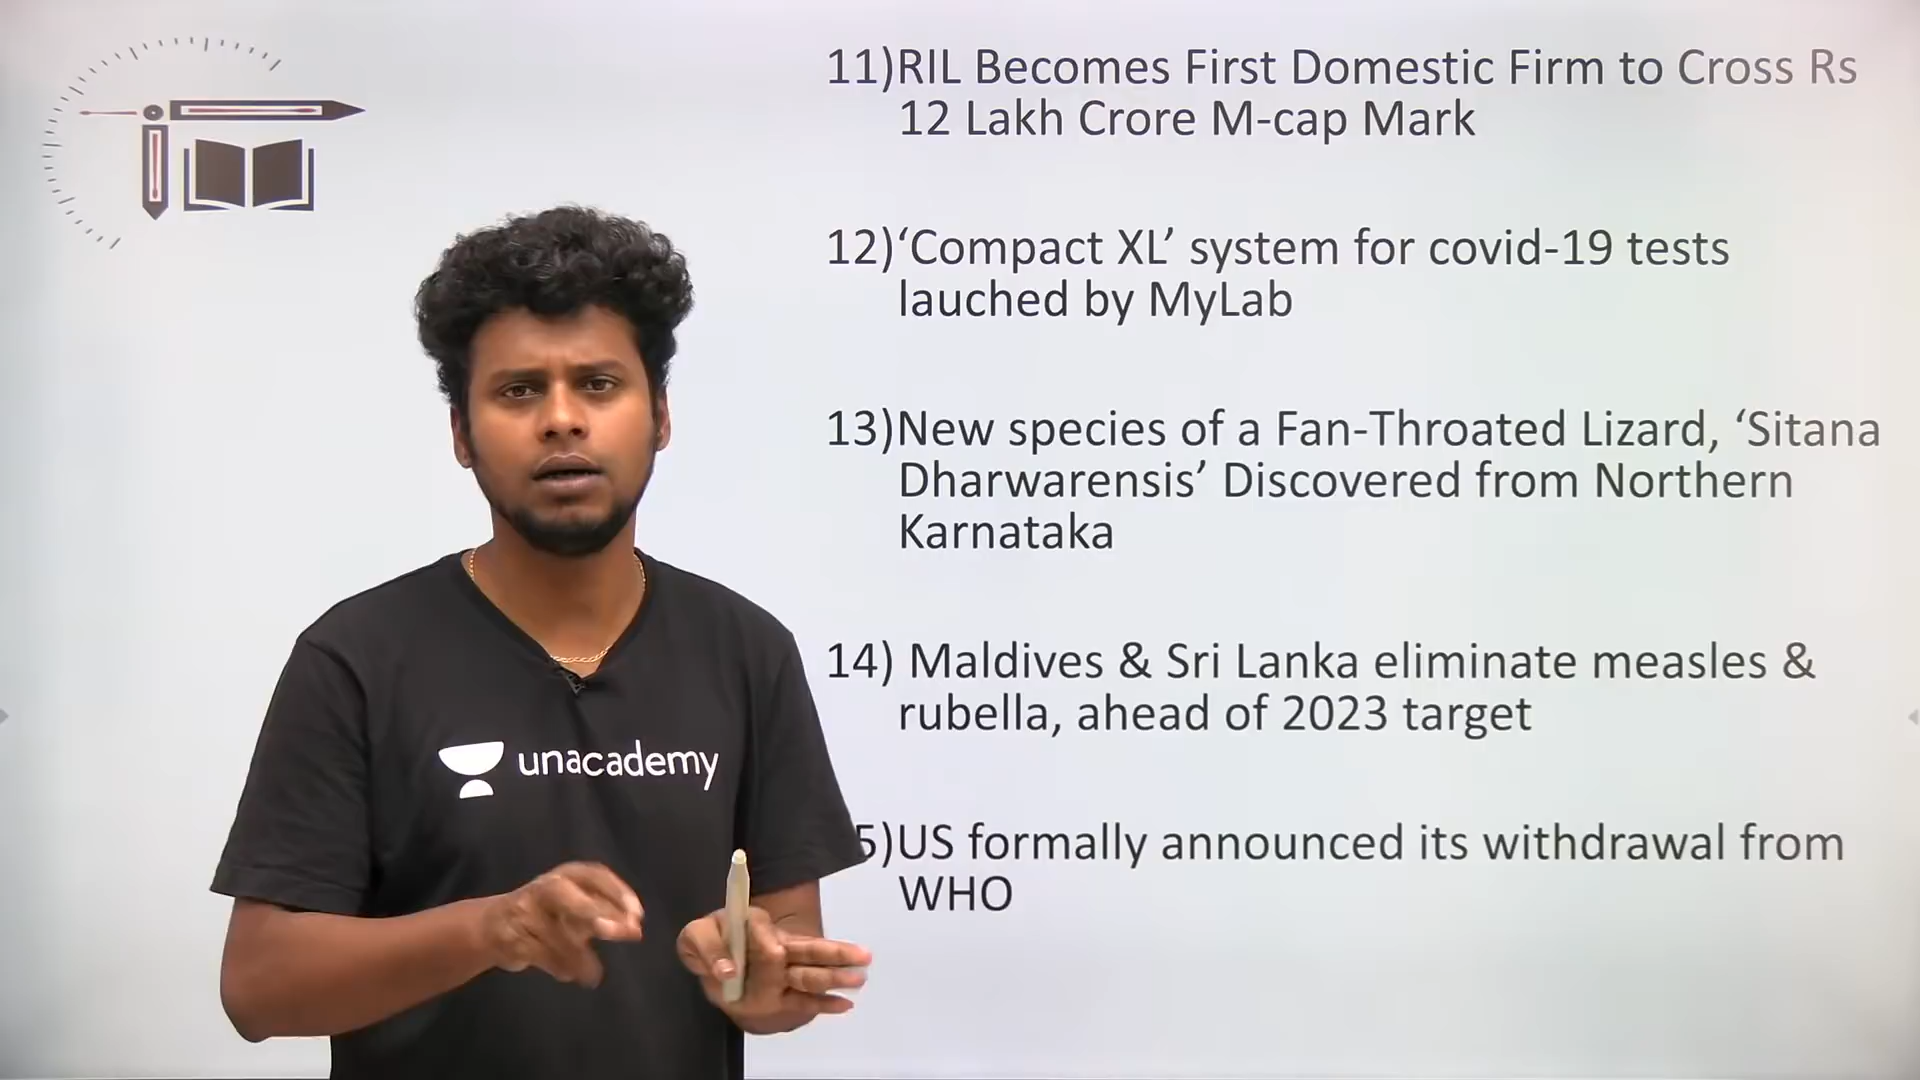 11)RIL Becomes First Domestic Firm to Cross Rs
12 Lakh Crore M-cap Mark
12)‘Compact XL’ system for covid-19 tests
lauched by MyLab
13)New species of a Fan-Throated Lizard, ‘Sitana
Dharwarensis’ Discovered from Northern
Karnataka
14) Maldives & Sri Lanka eliminate measles &
rubella, ahead of 2023 target
5)US formally announced its withdrawal from
WHO
unacademy